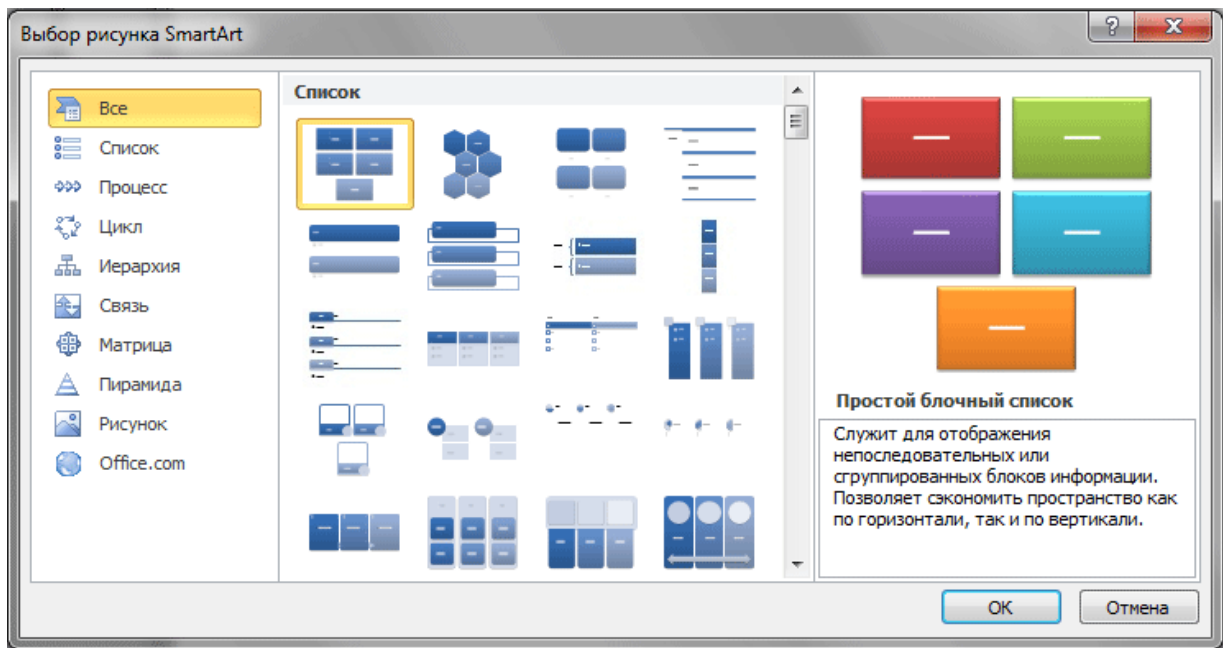 Выбор рисунка SmartArt
Все
Список
Процесс
Цикл
Иерархия
Связь
Матрица
Пирамида
Рисунок
Office.com
Список
Простой блочный список
Служит для отображения
непоследовательных или
сгруппированных блоков информации.
Позволяет сэкономить пространство как
по горизонтали, так и по вертикали.
ОК
Отмена